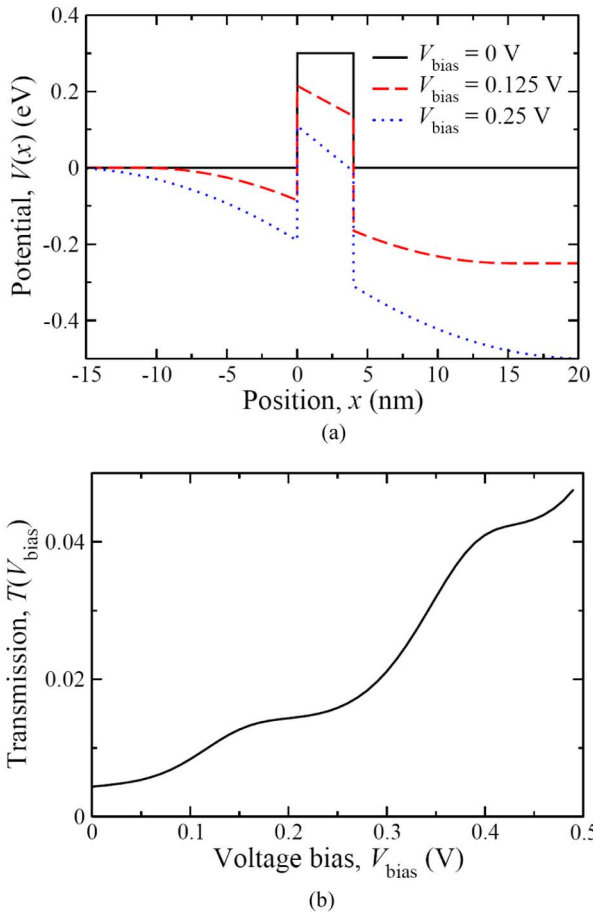 0.4
0.2
0
-0.2
-0.4
Potential, V(x) (eV)
V_bias = 0 V
V_bias = 0.125 V
V_bias = 0.25 V
-15 -10 -5 0 5 10 15 20
Position, x (nm)
(a)
0.04
0.02
0
Transmission, T(V_bias)
0 0.1 0.2 0.3 0.4 0.5
Voltage bias, V_bias (V)
(b)